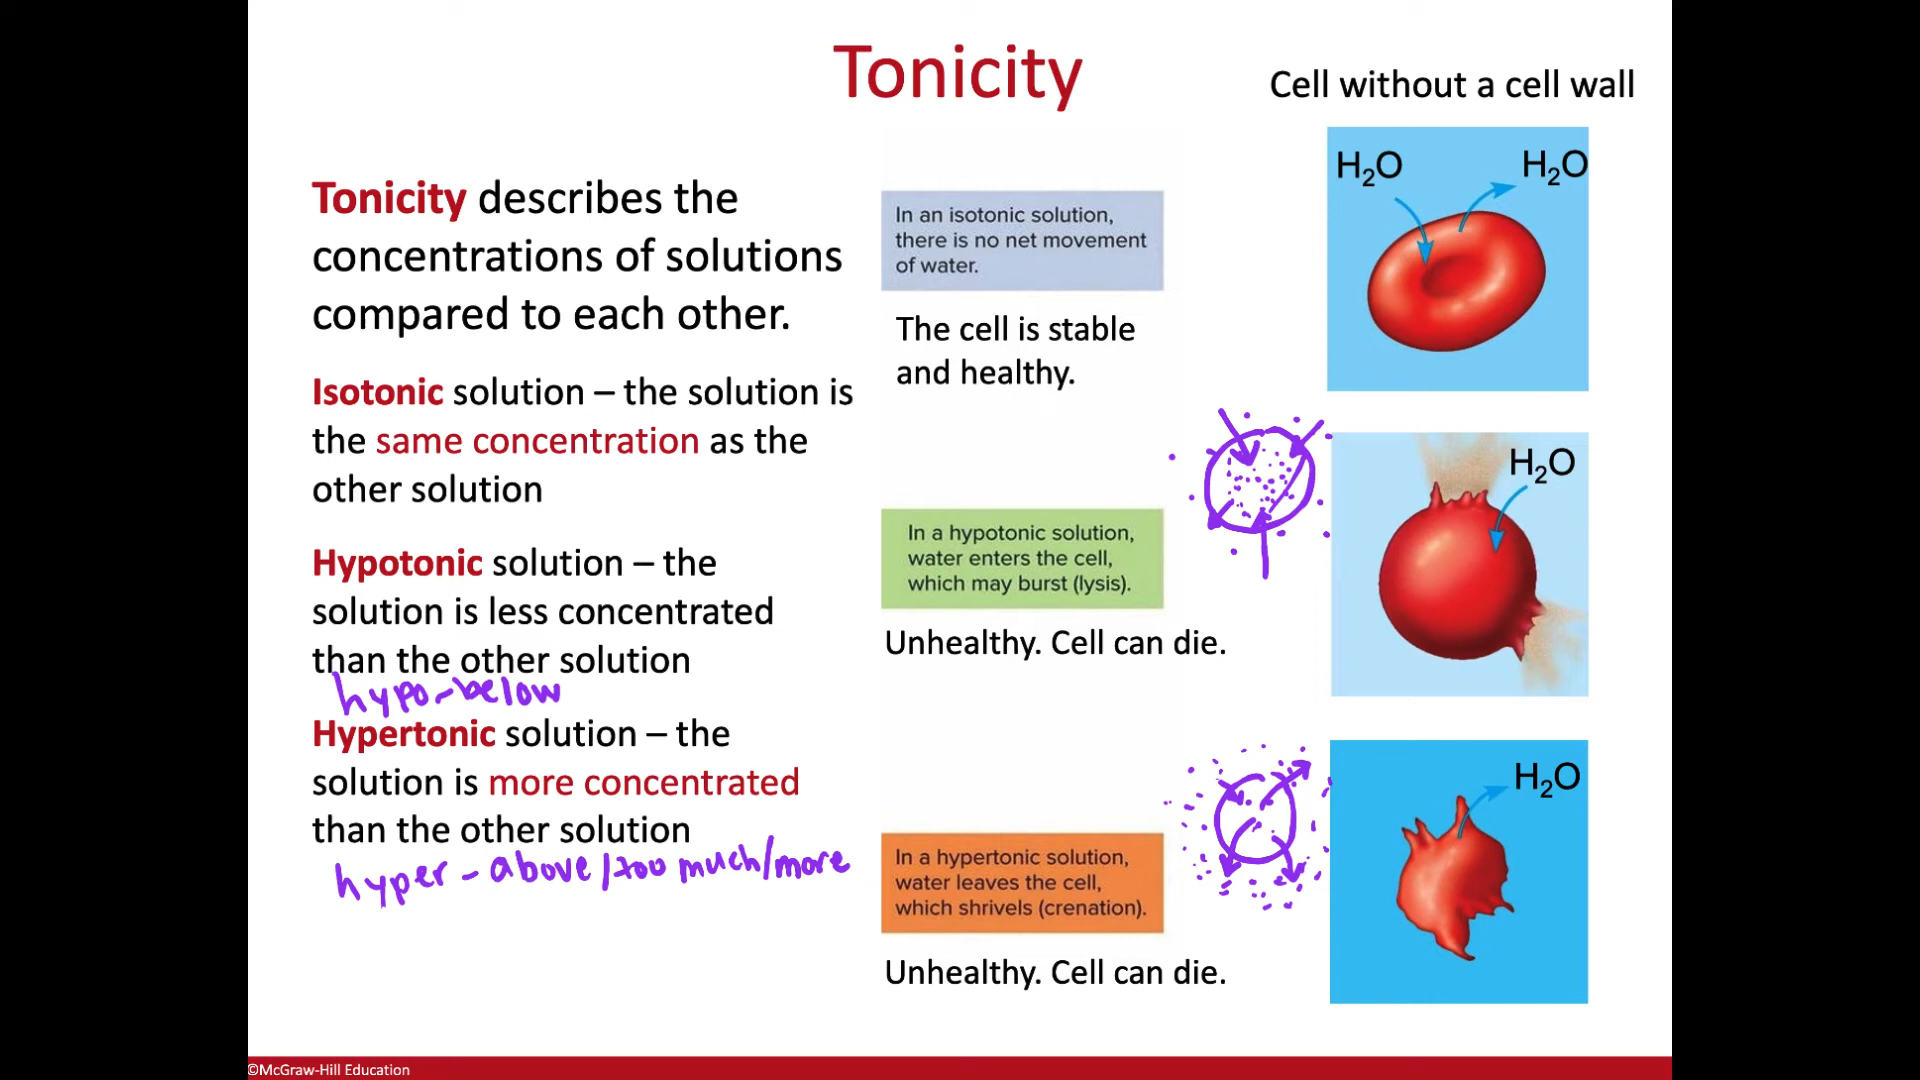 Tonicity
Cell without a cell wall
Tonicity describes the
concentrations of solutions
compared to each other.
Isotonic solution – the solution is
the same concentration as the
other solution
Hypotonic solution – the
solution is less concentrated
than the other solution
hypo-below
Hypertonic solution – the
solution is more concentrated
than the other solution
hyper - above/too much/more
In an isotonic solution,
there is no net movement
of water.
The cell is stable
and healthy.
In a hypotonic solution,
water enters the cell,
which may burst (lysis).
Unhealthy. Cell can die.
In a hypertonic solution,
water leaves the cell,
which shrivels (crenation).
Unhealthy. Cell can die.
H₂O
H₂O
H₂O
H₂O
©McGraw-Hill Education